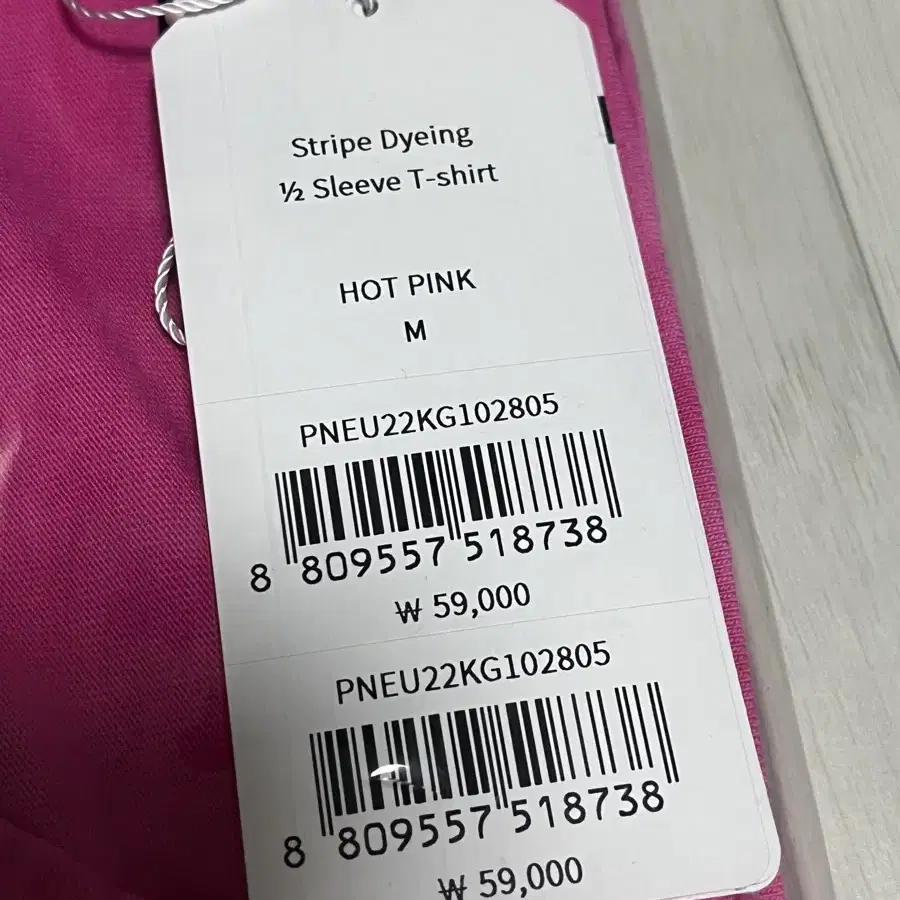 Stripe Dyeing
½ Sleeve T-shirt
HOT PINK
M
PNEU22KG102805
8 809557 518738
₩ 59,000
PNEU22KG102805
8 809557 518738
₩ 59,000